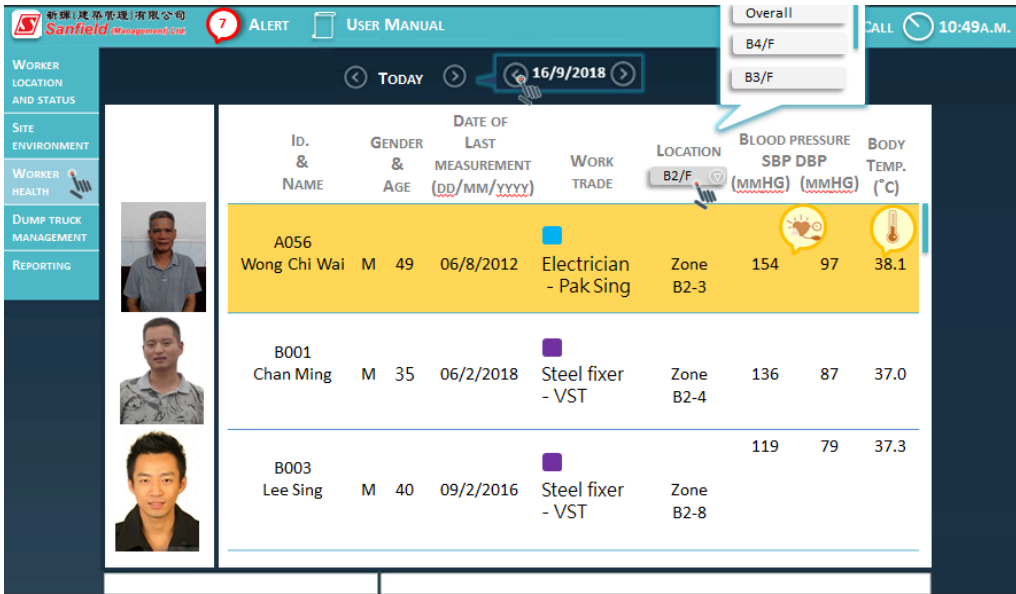 新輝(建築管理)有限公司
Sanfield (Management) Ltd.
7
ALERT
USER MANUAL
CALL
10:49A.M.
Overall
B4/F
B3/F
WORKER
LOCATION
AND STATUS
SITE
ENVIRONMENT
WORKER
HEALTH
DUMP TRUCK
MANAGEMENT
REPORTING
TODAY
16/9/2018
ID.
&
NAME
GENDER
&
AGE
DATE OF
LAST
MEASUREMENT
(DD/MM/YYYY)
WORK
TRADE
LOCATION
B2/F
BLOOD PRESSURE
SBP DBP
(MMHG) (MMHG)
BODY
TEMP.
(˚C)
A056
Wong Chi Wai M 49 06/8/2012 Electrician Zone 154 97 38.1
- Pak Sing B2-3
B001
Chan Ming M 35 06/2/2018 Steel fixer Zone 136 87 37.0
- VST B2-4
119 79 37.3
B003
Lee Sing M 40 09/2/2016 Steel fixer Zone
- VST B2-8